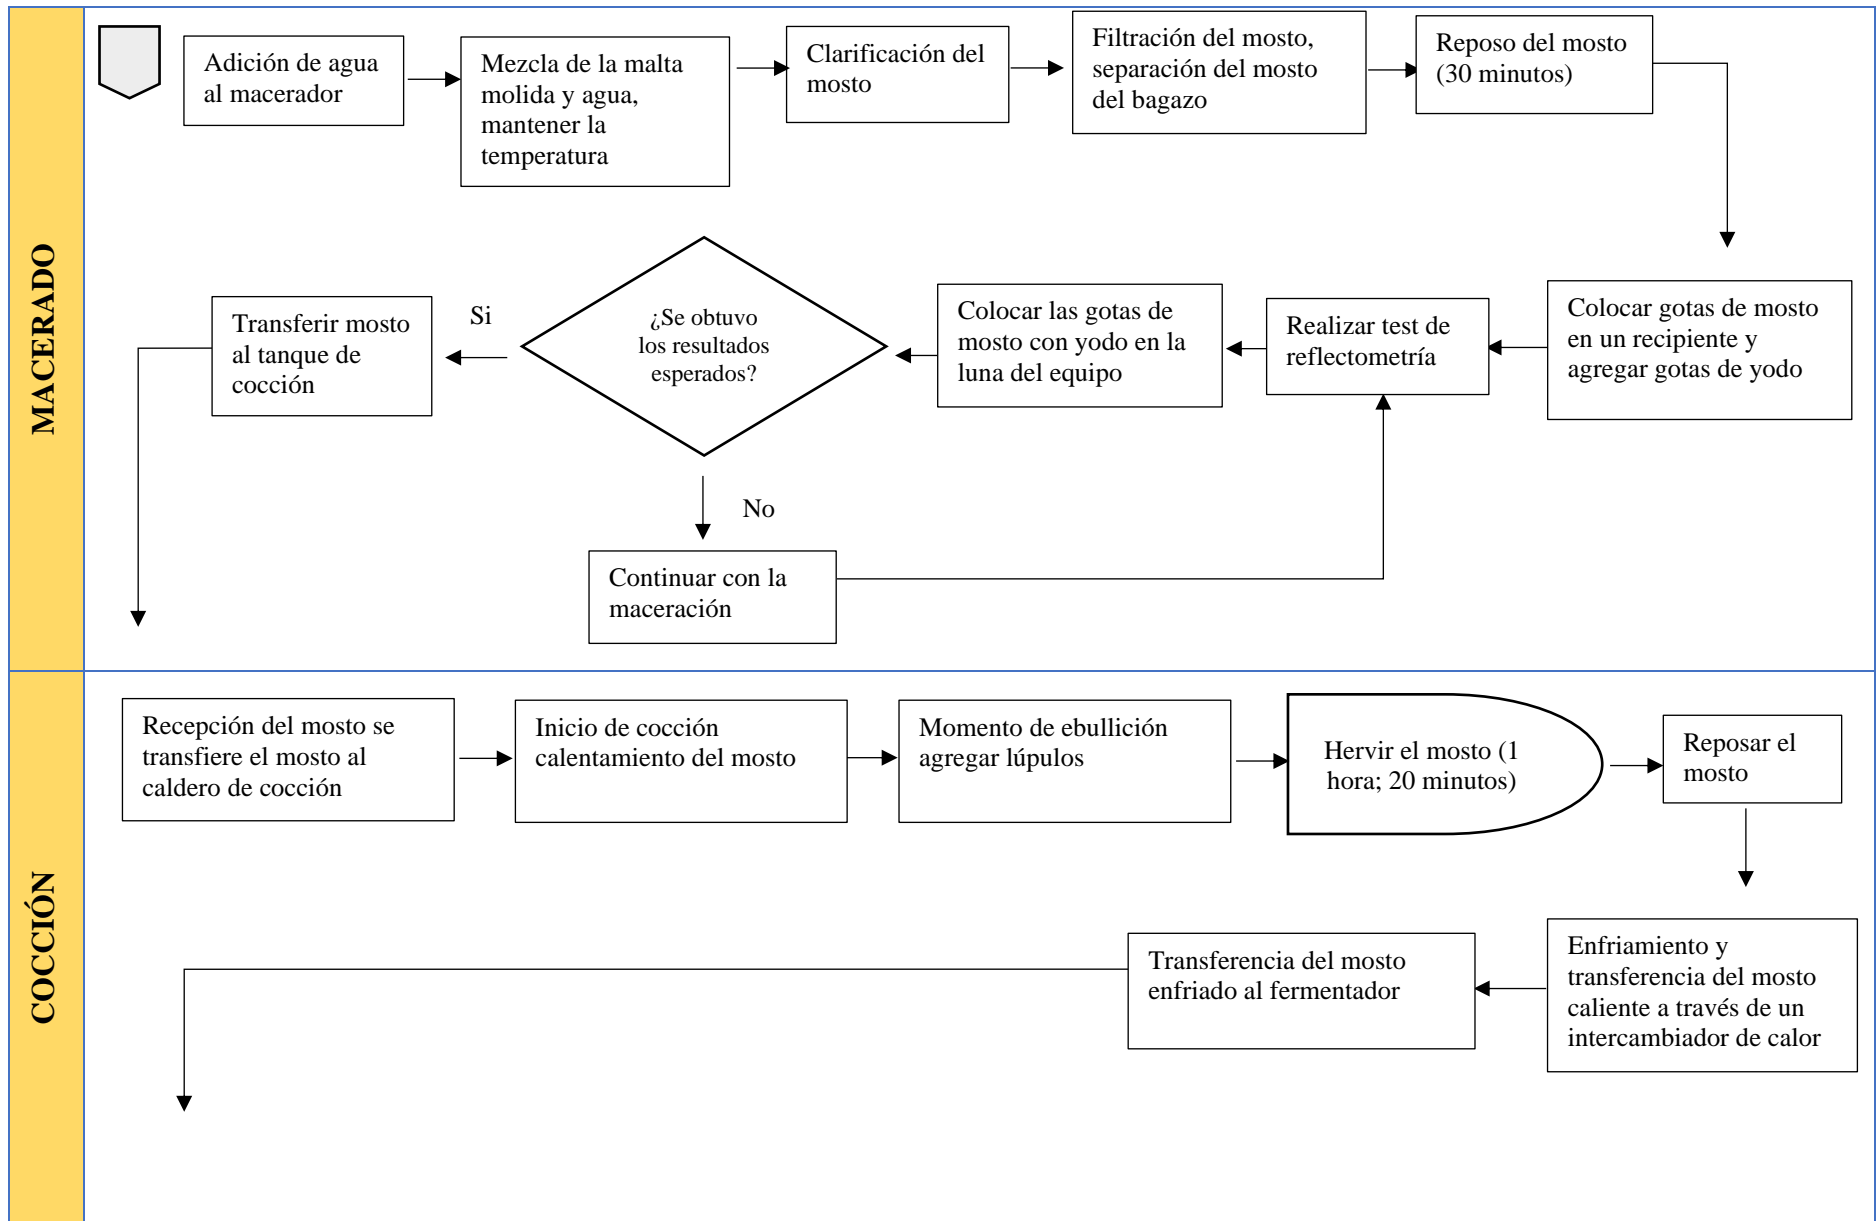 MACERADO
Adición de agua
al macerador
Mezcla de la malta
molida y agua,
mantener la
temperatura
Clarificación del
mosto
Filtración del mosto,
separación del mosto
del bagazo
Reposo del mosto
(30 minutos)
Colocar gotas de mosto
en un recipiente y
agregar gotas de yodo
Realizar test de
reflectometría
Colocar las gotas de
mosto con yodo en la
luna del equipo
¿Se obtuvo
los resultados
esperados?
Si
Transferir mosto
al tanque de
cocción
No
Continuar con la
maceración
COCCIÓN
Recepción del mosto se
transfiere el mosto al
caldero de cocción
Inicio de cocción
calentamiento del mosto
Momento de ebullición
agregar lúpulos
Hervir el mosto (1
hora; 20 minutos)
Reposar el
mosto
Enfriamiento y
transferencia del mosto
caliente a través de un
intercambiador de calor
Transferencia del mosto
enfriado al fermentador